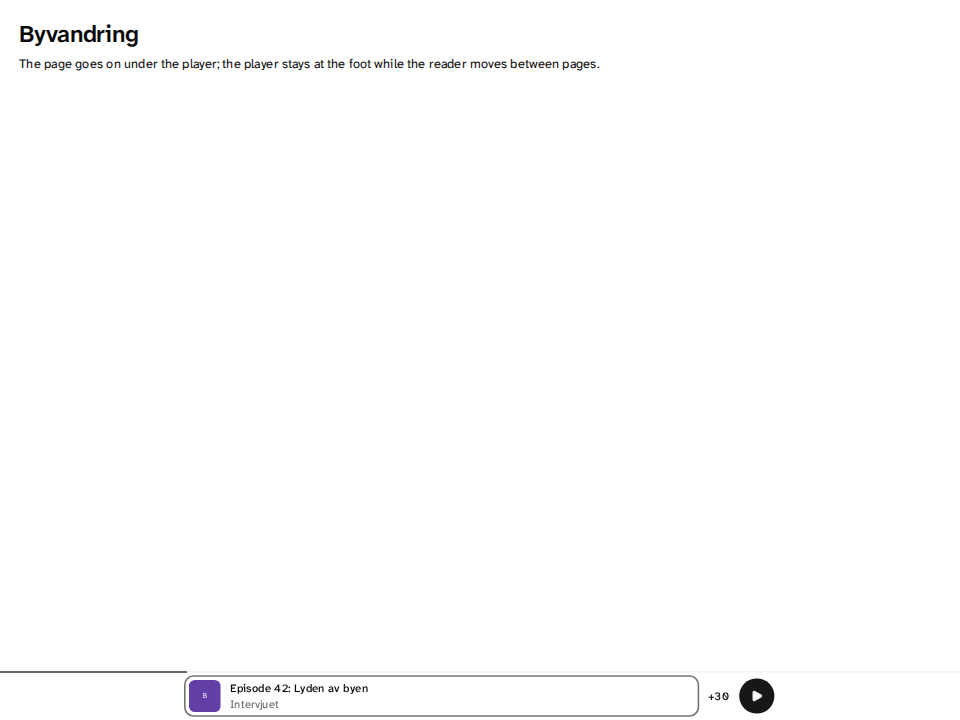 Byvandring
The page goes on under the player; the player stays at the foot while the reader moves between pages.
B
Episode 42: Lyden av byen
Intervjuet
+30